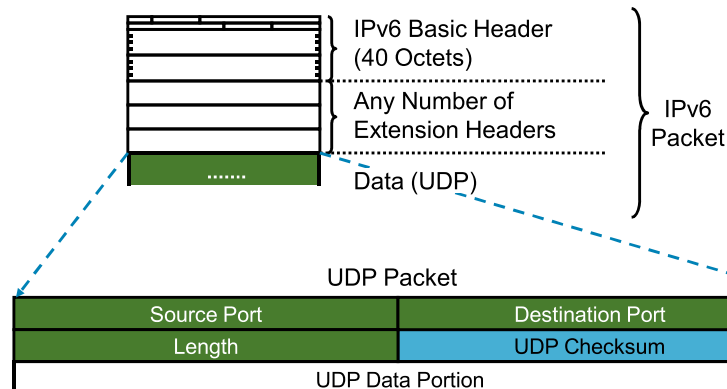 IPv6 Basic Header
(40 Octets)
Any Number of
Extension Headers
IPv6
Packet
.......
Data (UDP)
UDP Packet
Source Port
Destination Port
Length
UDP Checksum
UDP Data Portion